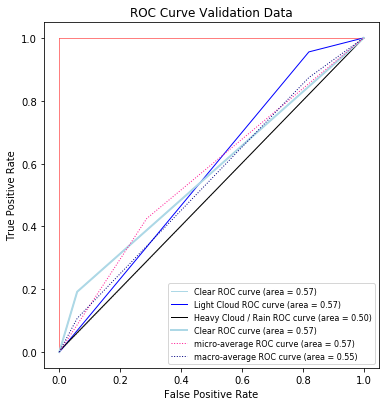 ROC Curve Validation Data
True Positive Rate
1.0
0.8
0.6
0.4
0.2
0.0
Clear ROC curve (area = 0.57)
Light Cloud ROC curve (area = 0.57)
Heavy Cloud / Rain ROC curve (area = 0.50)
Clear ROC curve (area = 0.57)
micro-average ROC curve (area = 0.57)
macro-average ROC curve (area = 0.55)
0.0 0.2 0.4 0.6 0.8 1.0
False Positive Rate